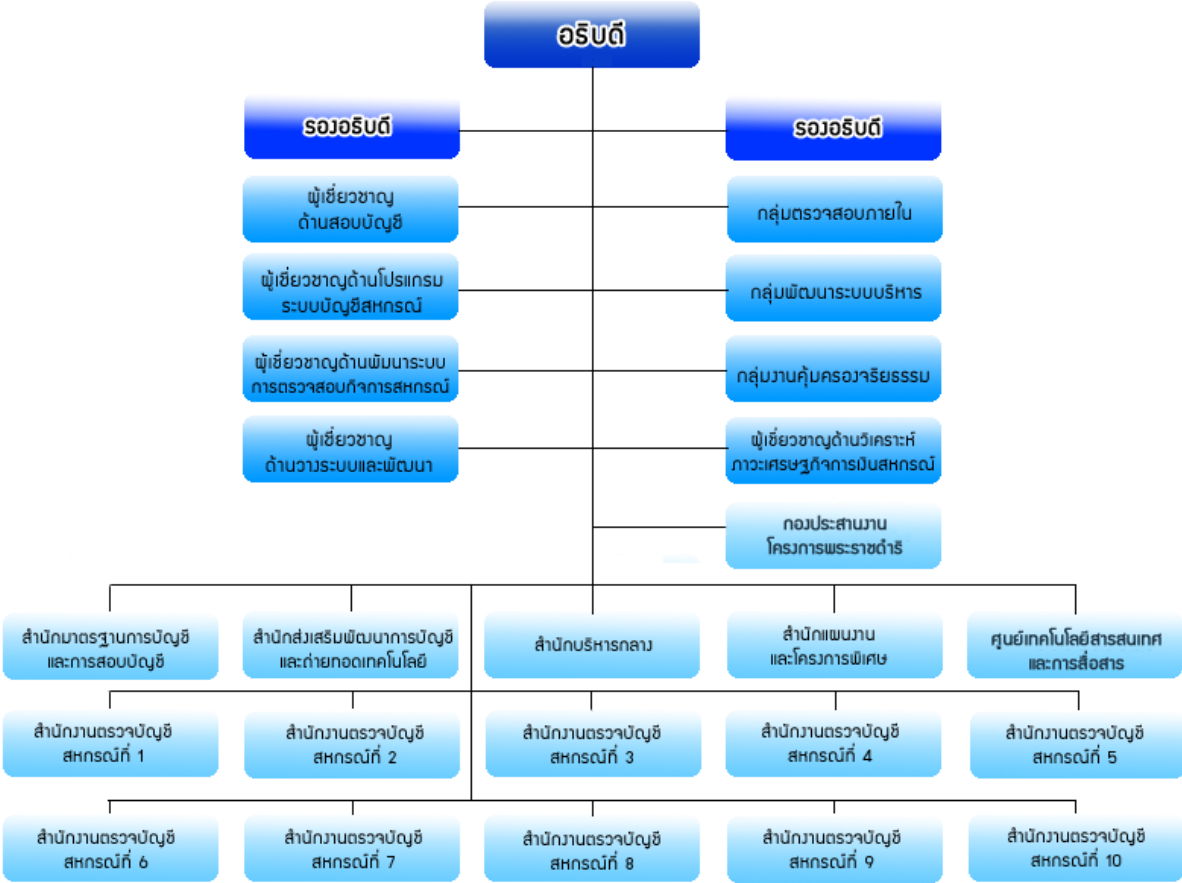 อธิบดี
รองอธิบดี
รองอธิบดี
ผู้เชี่ยวชาญ
ด้านสอบบัญชี
กลุ่มตรวจสอบภายใน
ผู้เชี่ยวชาญด้านโปรแกรม
ระบบบัญชีสหกรณ์
กลุ่มพัฒนาระบบบริหาร
ผู้เชี่ยวชาญด้านพัมนาระบบ
การตรวจสอบกิจการสหกรณ์
กลุ่มงานคุ้มครองจริยธรรม
ผู้เชี่ยวชาญ
ด้านวางระบบและพัฒนา
ผู้เชี่ยวชาญด้านวิเคราะห์
ภาวะเศรษฐกิจการเงินสหกรณ์
กองประสานงาน
โครงการพระราชดำริ
สำนักมาตรฐานการบัญชี
และการสอบบัญชี
สำนักส่งเสริมพัฒนาการบัญชี
และถ่ายทอดเทคโนโลยี
สำนักบริหารกลาง
สำนักแผนงาน
และโครงการพิเศษ
ศูนย์เทคโนโลยีสารสนเทศ
และการสื่อสาร
สำนักงานตรวจบัญชี
สหกรณ์ที่ 1
สำนักงานตรวจบัญชี
สหกรณ์ที่ 2
สำนักงานตรวจบัญชี
สหกรณ์ที่ 3
สำนักงานตรวจบัญชี
สหกรณ์ที่ 4
สำนักงานตรวจบัญชี
สหกรณ์ที่ 5
สำนักงานตรวจบัญชี
สหกรณ์ที่ 6
สำนักงานตรวจบัญชี
สหกรณ์ที่ 7
สำนักงานตรวจบัญชี
สหกรณ์ที่ 8
สำนักงานตรวจบัญชี
สหกรณ์ที่ 9
สำนักงานตรวจบัญชี
สหกรณ์ที่ 10